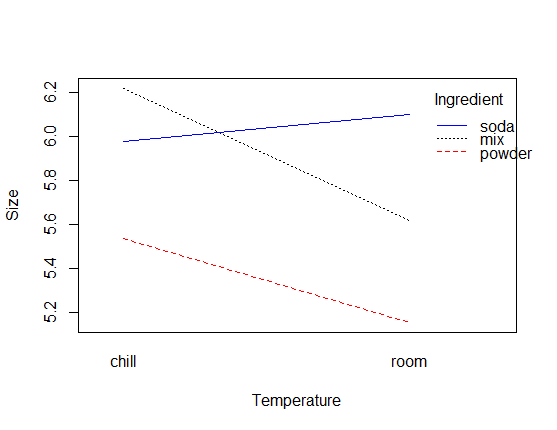 Ingredient
soda
mix
powder
Size
6.2
6.0
5.8
5.6
5.4
5.2
chill room
Temperature